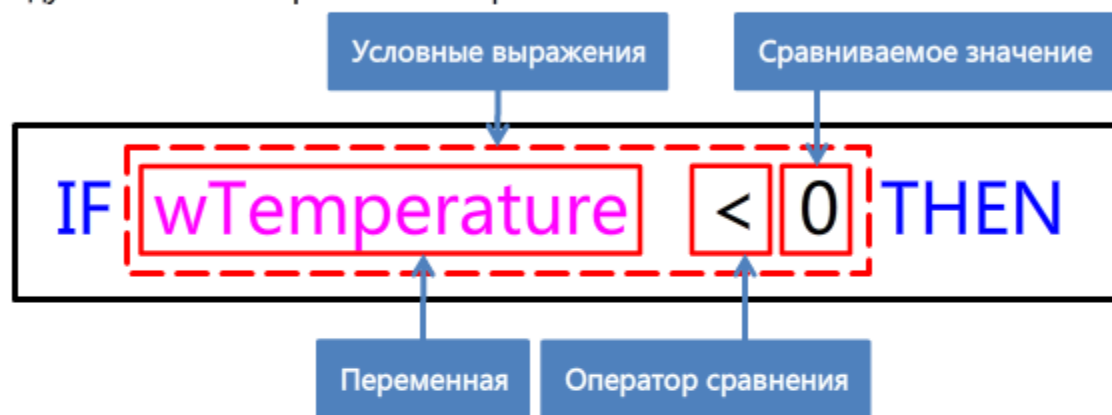 Условные выражения
Сравниваемое значение
IF wTemperature < 0 THEN
Переменная
Оператор сравнения